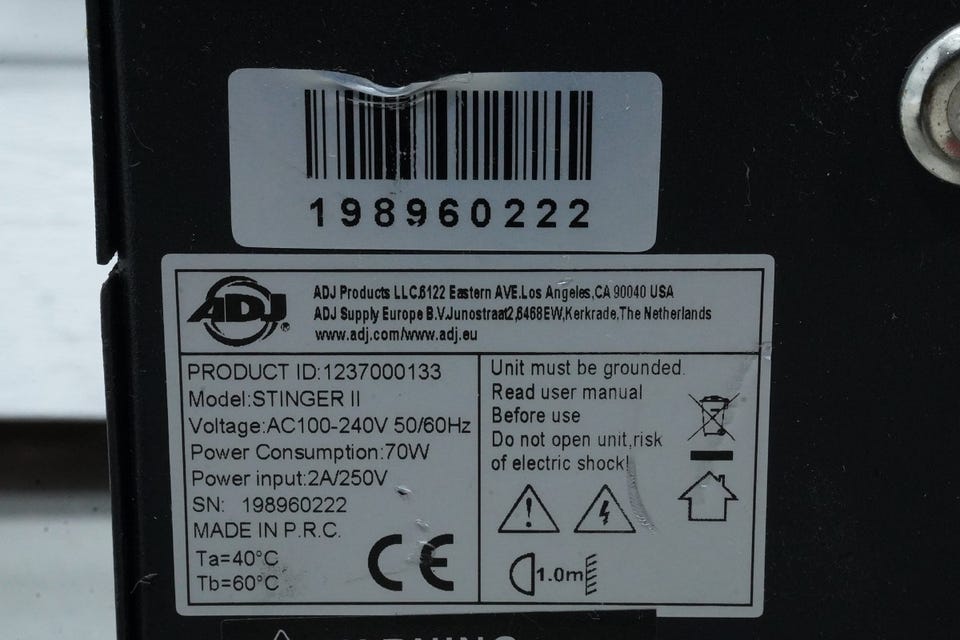 198960222
ADJ®
ADJ Products LLC.6122 Eastern AVE.Los Angeles,CA 90040 USA
ADJ Supply Europe B.V.Junostraat2,6468EW,Kerkrade,The Netherlands
www.adj.com/www.adj.eu
PRODUCT ID:1237000133
Model:STINGER II
Voltage:AC100-240V 50/60Hz
Power Consumption:70W
Power input:2A/250V
SN: 198960222
MADE IN P.R.C.
Ta=40°C
Tb=60°C
CE
Unit must be grounded.
Read user manual
Before use
Do not open unit,risk
of electric shock!
1.0m
WARNING